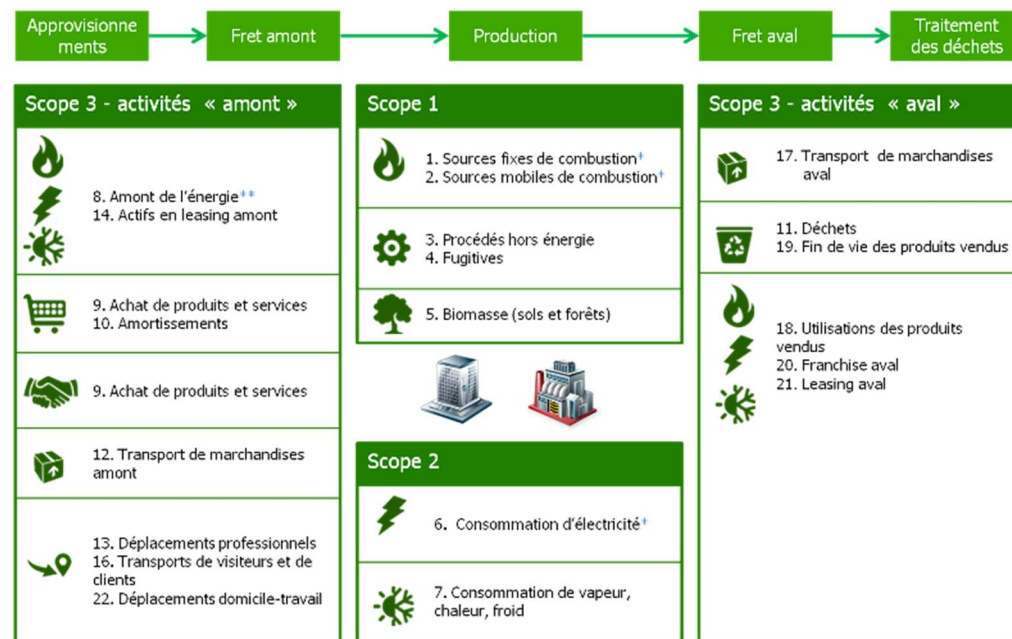 Approvisionne
ments
Fret amont
Production
Fret aval
Traitement
des déchets
Scope 3 - activités « amont »
8. Amont de l'énergie**
14. Actifs en leasing amont
9. Achat de produits et services
10. Amortissements
9. Achat de produits et services
12. Transport de marchandises
amont
13. Déplacements professionnels
16. Transports de visiteurs et de
clients
22. Déplacements domicile-travail
Scope 1
1. Sources fixes de combustion*
2. Sources mobiles de combustion*
3. Procédés hors énergie
4. Fugitives
5. Biomasse (sols et forêts)
Scope 2
6. Consommation d'électricité*
7. Consommation de vapeur,
chaleur, froid
Scope 3 - activités « aval »
17. Transport de marchandises
aval
11. Déchets
19. Fin de vie des produits vendus
18. Utilisations des produits
vendus
20. Franchise aval
21. Leasing aval